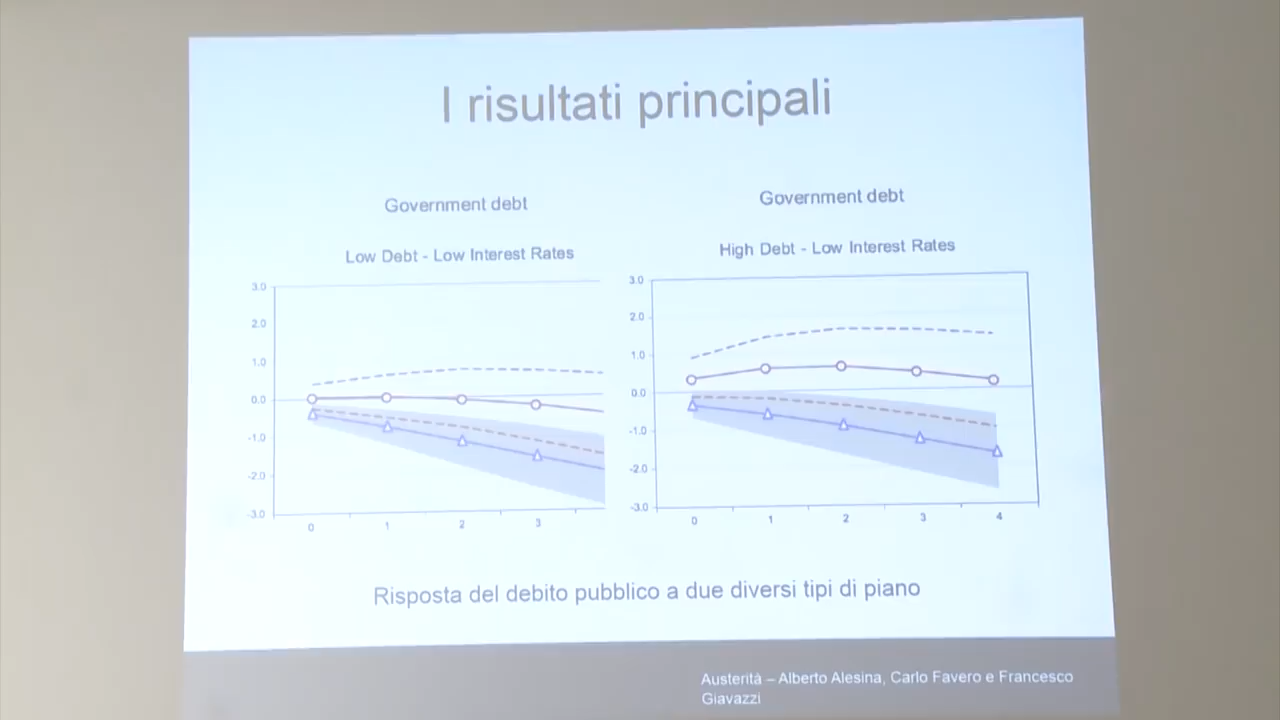 I risultati principali
Government debt
Low Debt - Low Interest Rates
3.0
2.0
1.0
0.0
-1.0
-2.0
-3.0
0 1 2 3
Government debt
High Debt - Low Interest Rates
3.0
2.0
1.0
0.0
-1.0
-2.0
-3.0
0 1 2 3 4
Risposta del debito pubblico a due diversi tipi di piano
Austerità – Alberto Alesina, Carlo Favero e Francesco
Giavazzi